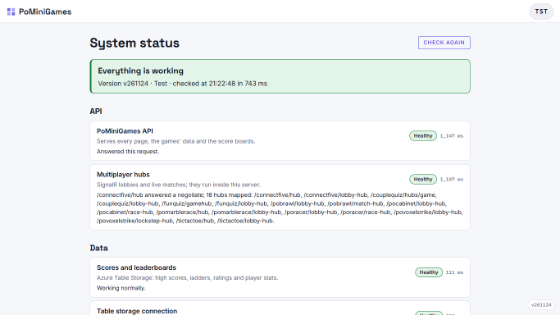 PoMiniGames
TST
System status
CHECK AGAIN
Everything is working
Version v261124 · Test · checked at 21:22:48 in 743 ms
API
PoMiniGames API
Serves every page, the games' data and the score boards.
Answered this request.
Healthy
1,197 ms
Multiplayer hubs
SignalR lobbies and live matches; they run inside this server.
Healthy
/connectfive/hub answered a negotiate; 16 hubs mapped: /connectfive/hub, /connectfive/lobby-hub, /couplequiz/hubs/game,
/couplequiz/lobby-hub, /funquiz/gamehub, /funquiz/lobby-hub, /pobrawl/lobby-hub, /pobrawl/match-hub, /pocabinet/lobby-hub,
/pocabinet/race-hub, /pomarblerace/hub, /pomarblerace/lobby-hub, /poracer/lobby-hub, /poracer/race-hub, /povoxelstrike/lobby-hub,
/povoxelstrike/lockstep-hub, /tictactoe/hub, /tictactoe/lobby-hub.
Data
Scores and leaderboards
Azure Table Storage: high scores, ladders, ratings and player stats.
Working normally.
Healthy
111 ms
Table storage connection
v261124